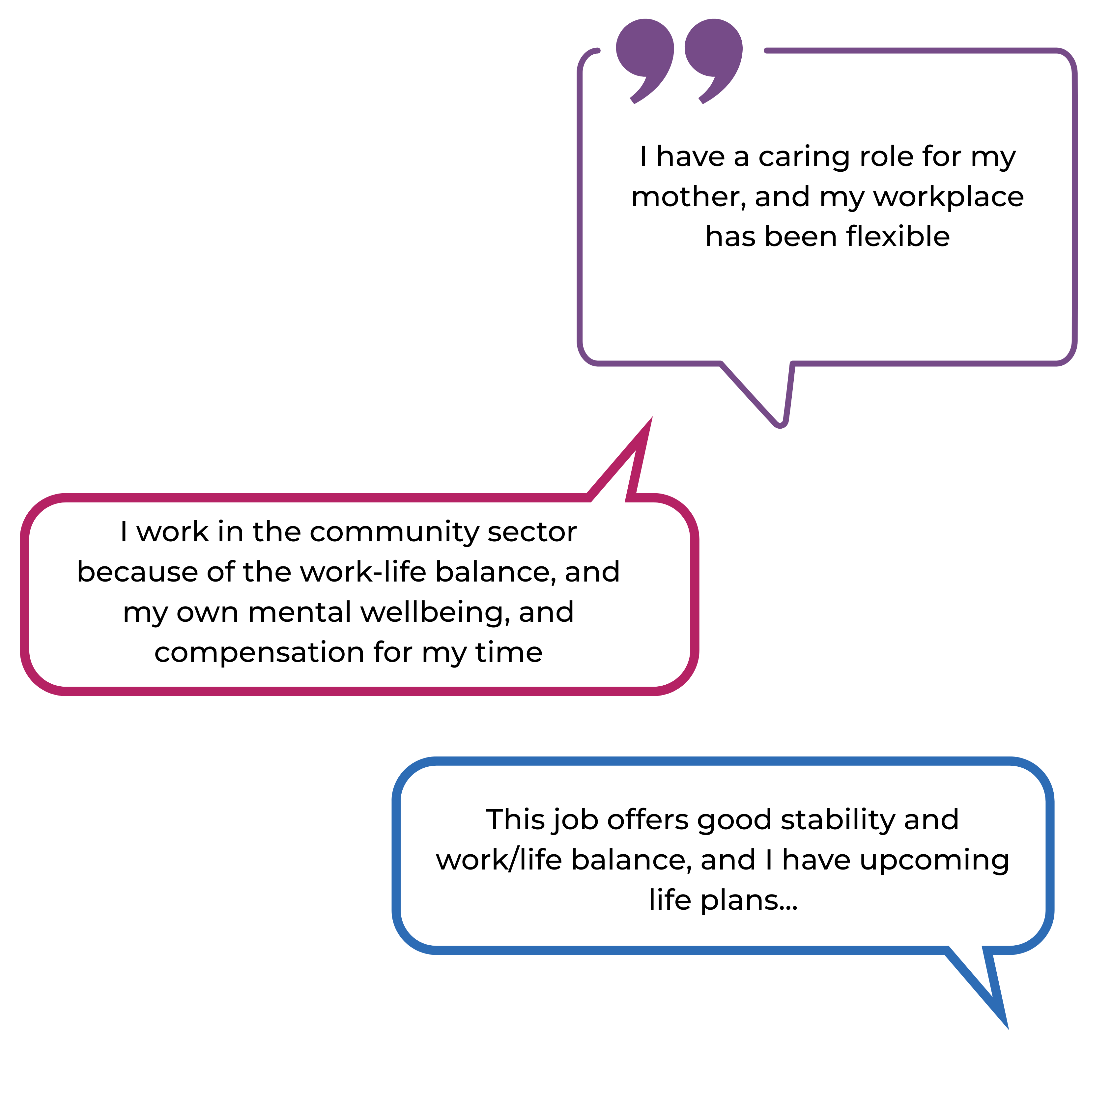 I have a caring role for my
mother, and my workplace
has been flexible
I work in the community sector
because of the work-life balance, and
my own mental wellbeing, and
compensation for my time
This job offers good stability and
work/life balance, and I have upcoming
life plans...